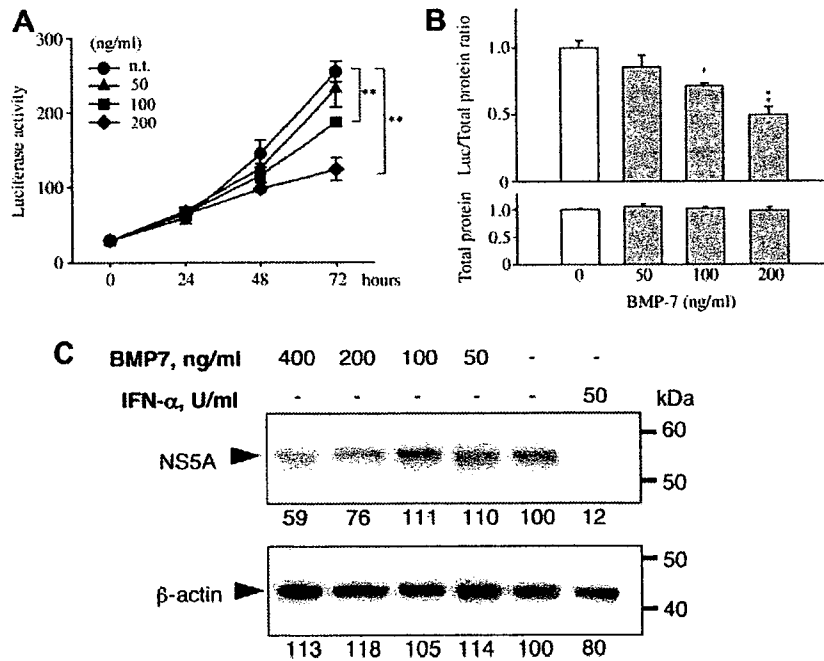 A
(ng/ml)
n.t.
50
100
200
Luciferase activity
300
200
100
0
**
**
0 24 48 72 hours
B
Luc/Total protein ratio
1.0
0.5
0
*
**
Total protein
1.0
0.5
0
0 50 100 200
BMP-7 (ng/ml)
C
BMP7, ng/ml 400 200 100 50 - -
IFN-α, U/ml - - - - - 50 kDa
NS5A
60
50
59 76 111 110 100 12
β-actin
50
40
113 118 105 114 100 80